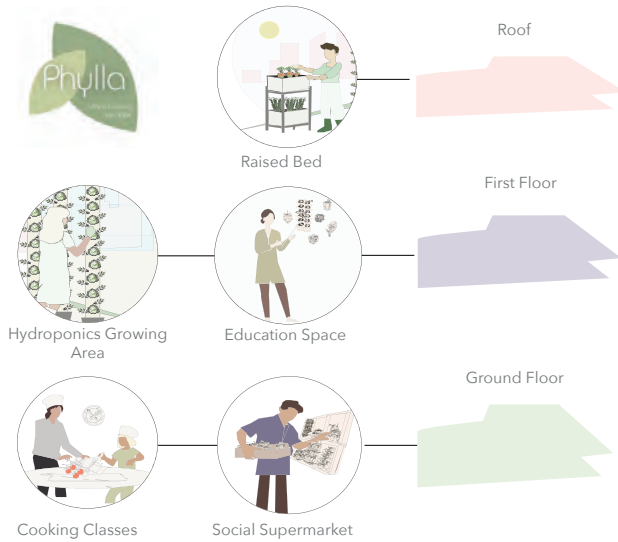 Phylla
Roof
Raised Bed
First Floor
Hydroponics Growing
Area
Education Space
Ground Floor
Cooking Classes
Social Supermarket